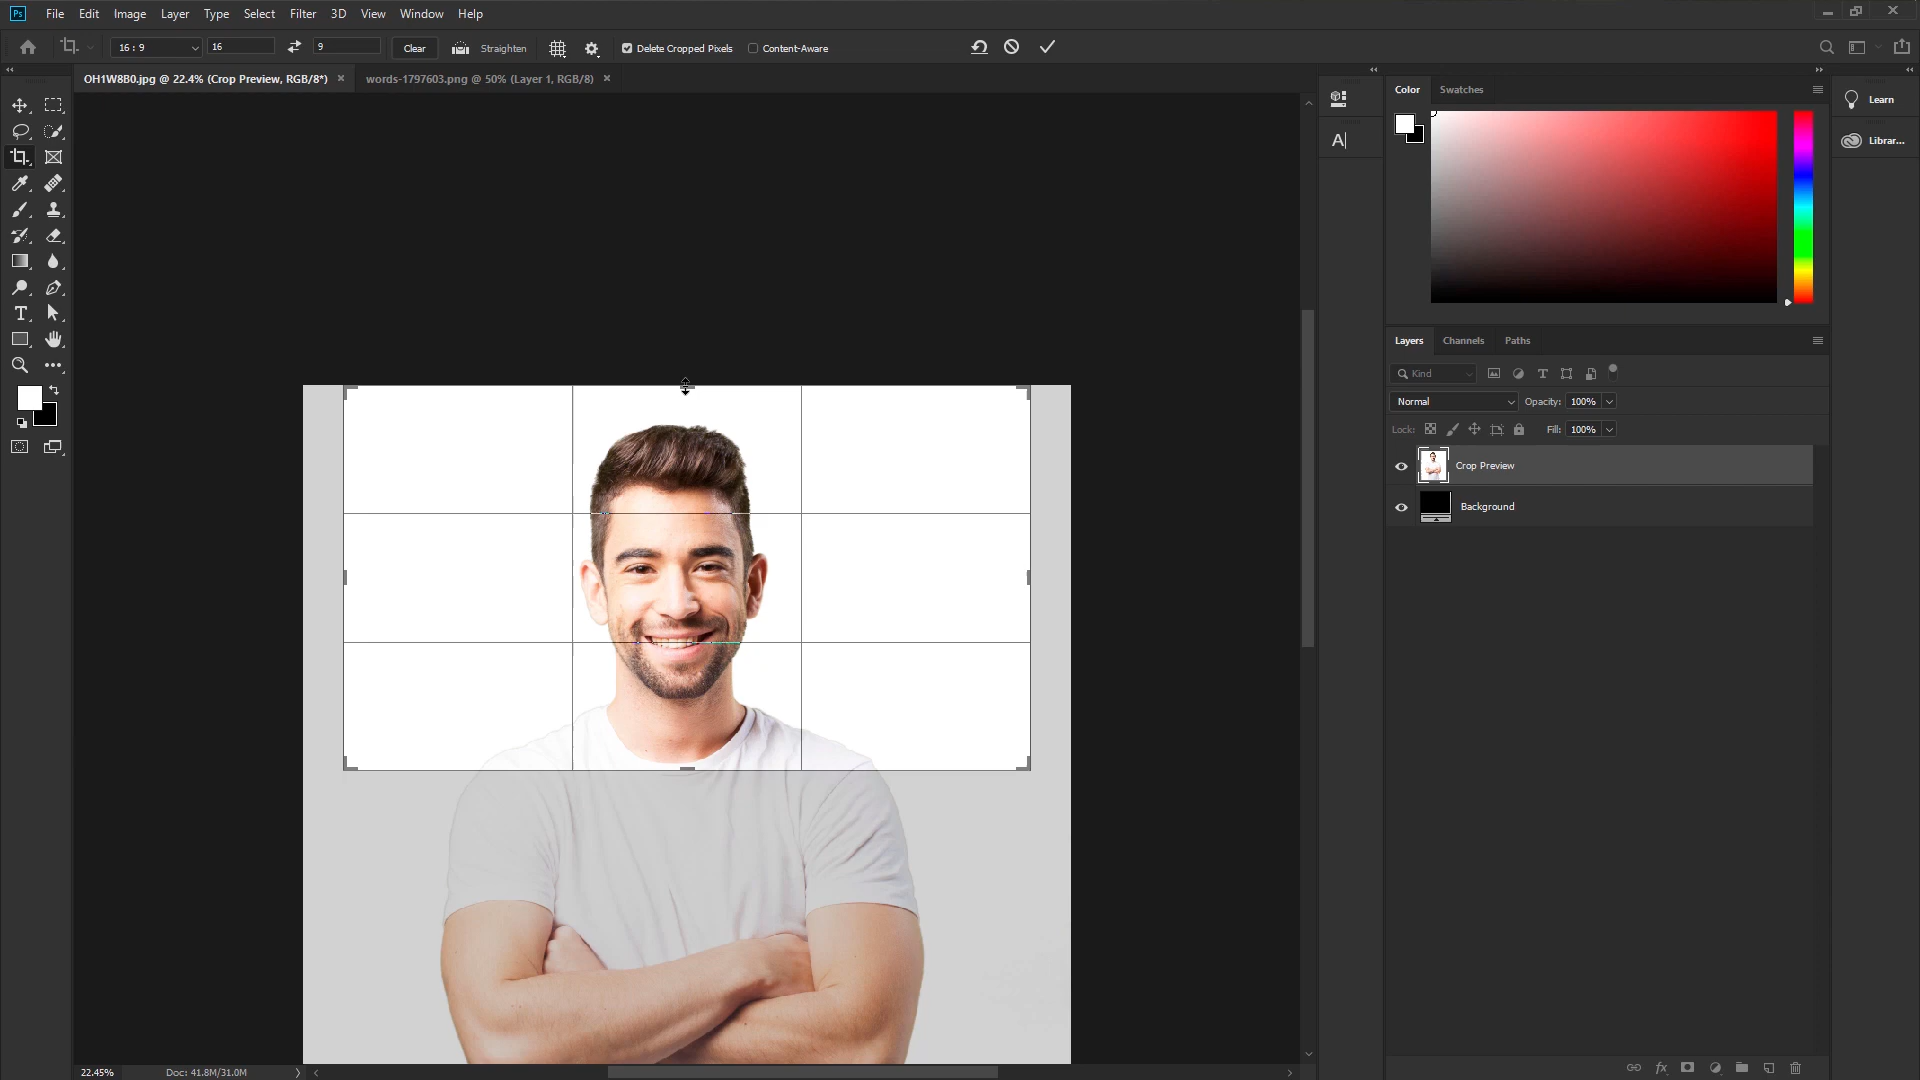 Ps File Edit Image Layer Type Select Filter 3D View Window Help
16 : 9 16 9 Clear Straighten Delete Cropped Pixels Content-Aware
OH1W8B0.jpg @ 22.4% (Crop Preview, RGB/8*) × words-1797603.png @ 50% (Layer 1, RGB/8) ×
Color Swatches
Learn
Librar...
A|
Layers Channels Paths
Kind
Normal Opacity: 100%
Lock: Fill: 100%
Crop Preview
Background
fx
22.45% Doc: 41.8M/31.0M